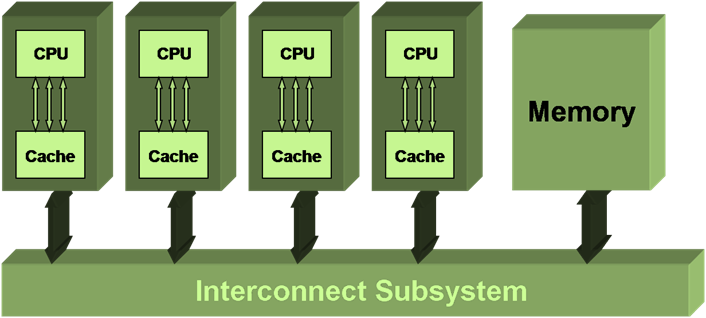 CPU
CPU
CPU
CPU
Memory
Cache
Cache
Cache
Cache
Interconnect Subsystem